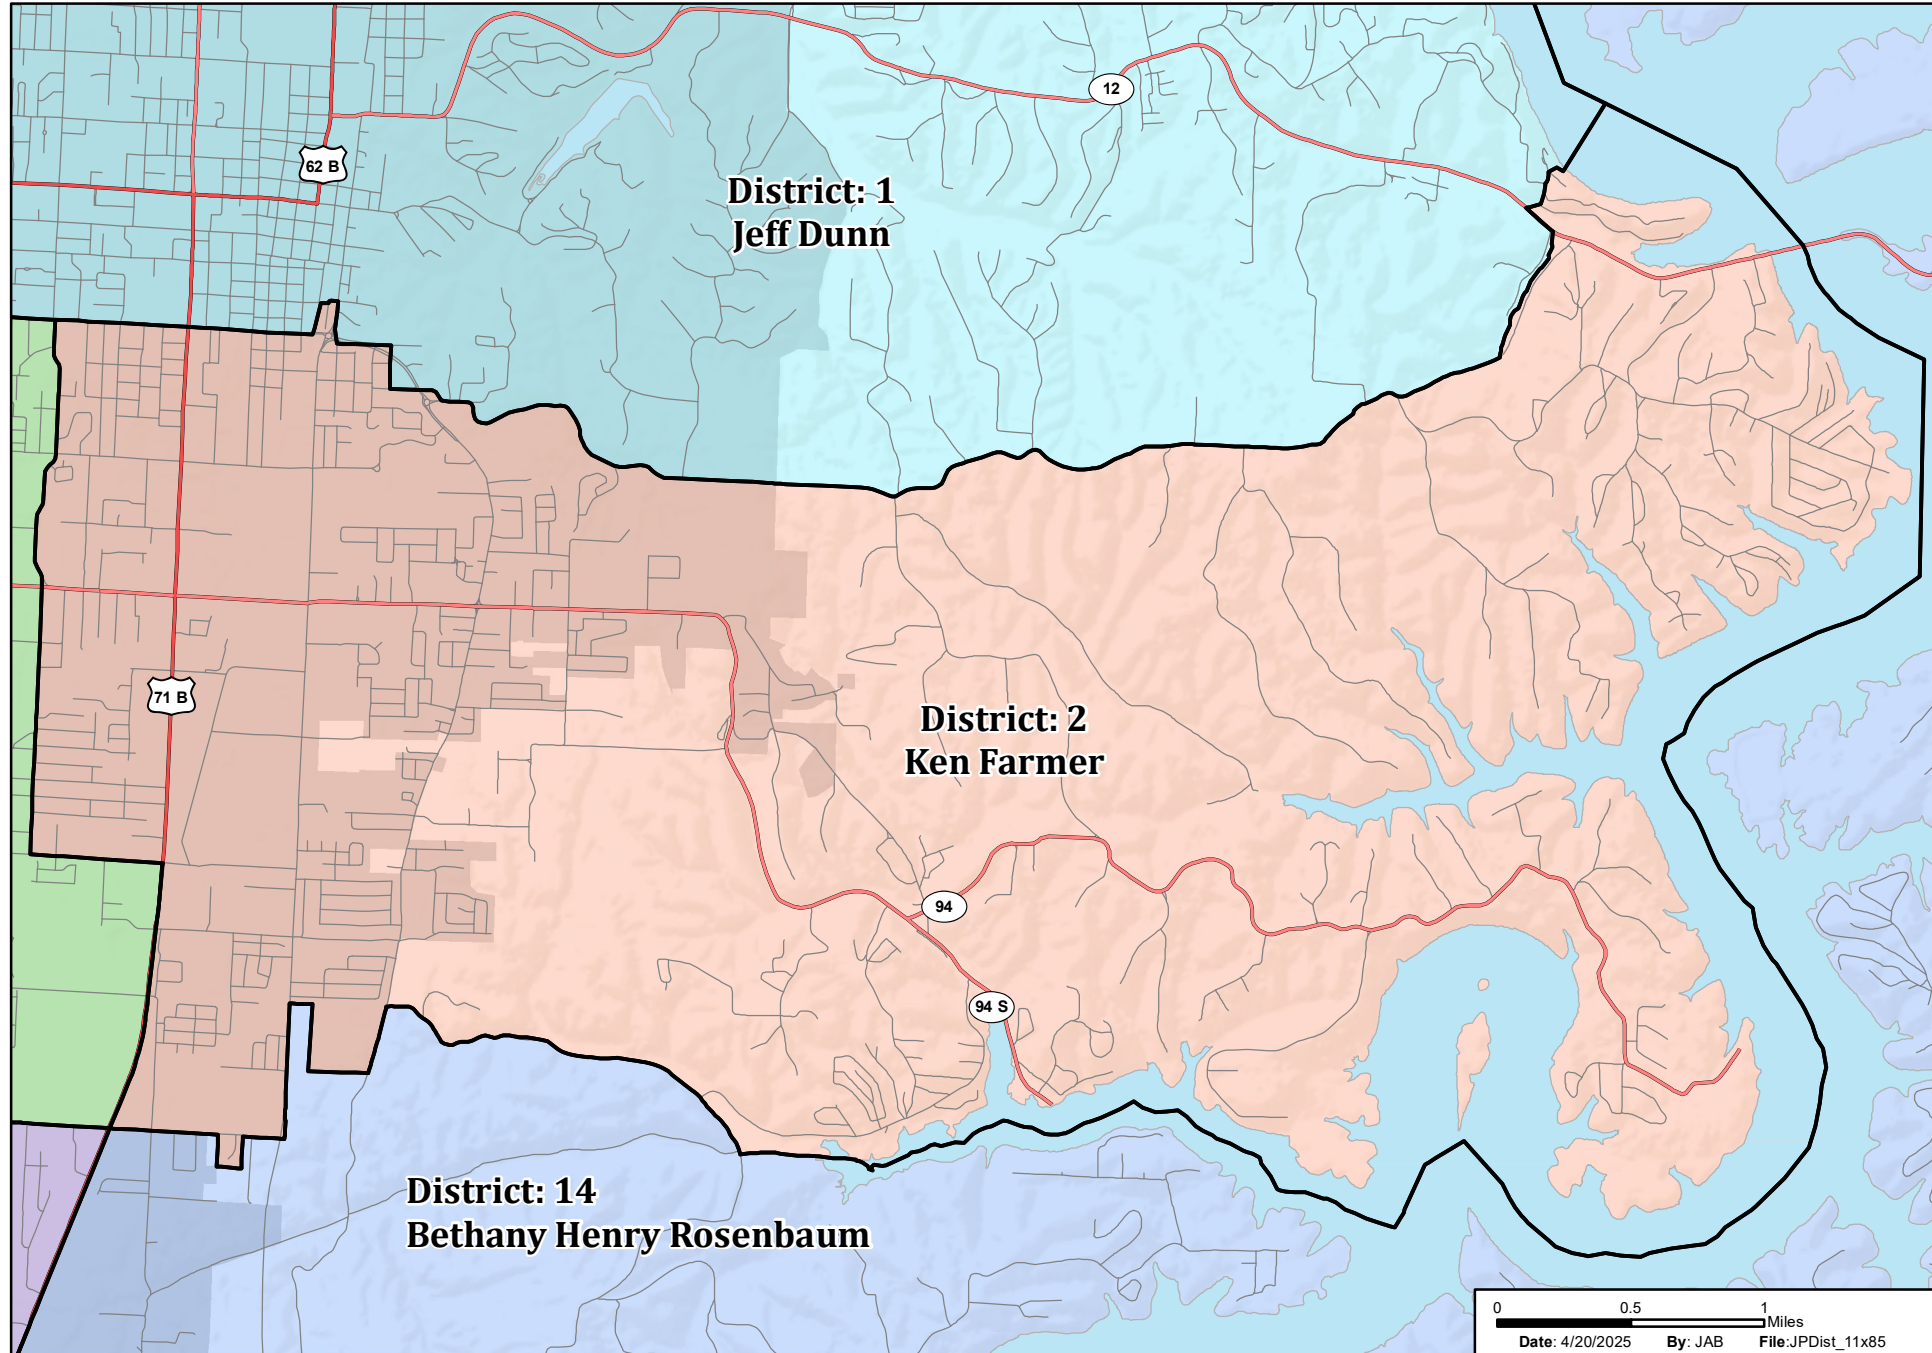 12
62 B
District: 1
Jeff Dunn
71 B
District: 2
Ken Farmer
94
94 S
District: 14
Bethany Henry Rosenbaum
0 0.5 1
Miles
Date: 4/20/2025 By: JAB File:JPDist_11x85